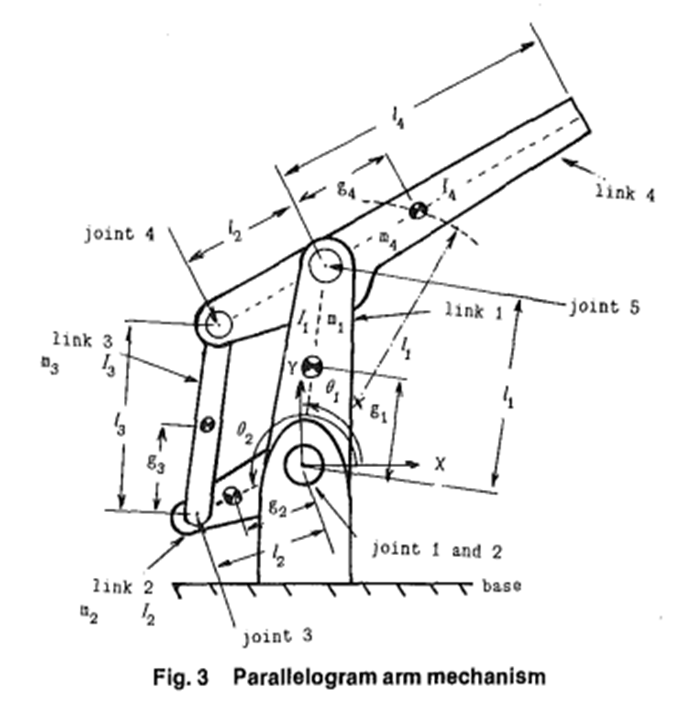 l4
link 4
g4
I4
l2
m4
joint 4
joint 5
link 1
I1 m1
link 3
m3 I3
l1
l1
Y
θ1
l3
g1
θ2
g3
X
g2
joint 1 and 2
l2
link 2
m2 I2
base
joint 3
Fig. 3 Parallelogram arm mechanism